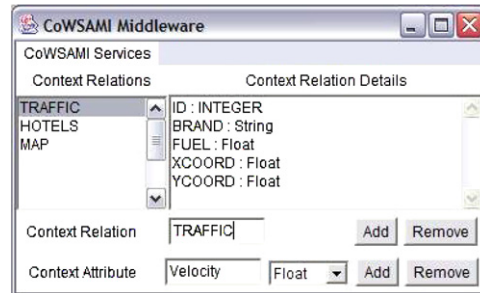 CoWSAMI Middleware
CoWSAMI Services
Context Relations Context Relation Details
TRAFFIC
HOTELS
MAP
ID : INTEGER
BRAND : String
FUEL : Float
XCOORD : Float
YCOORD : Float
Context Relation TRAFFIC Add Remove
Context Attribute Velocity Float Add Remove